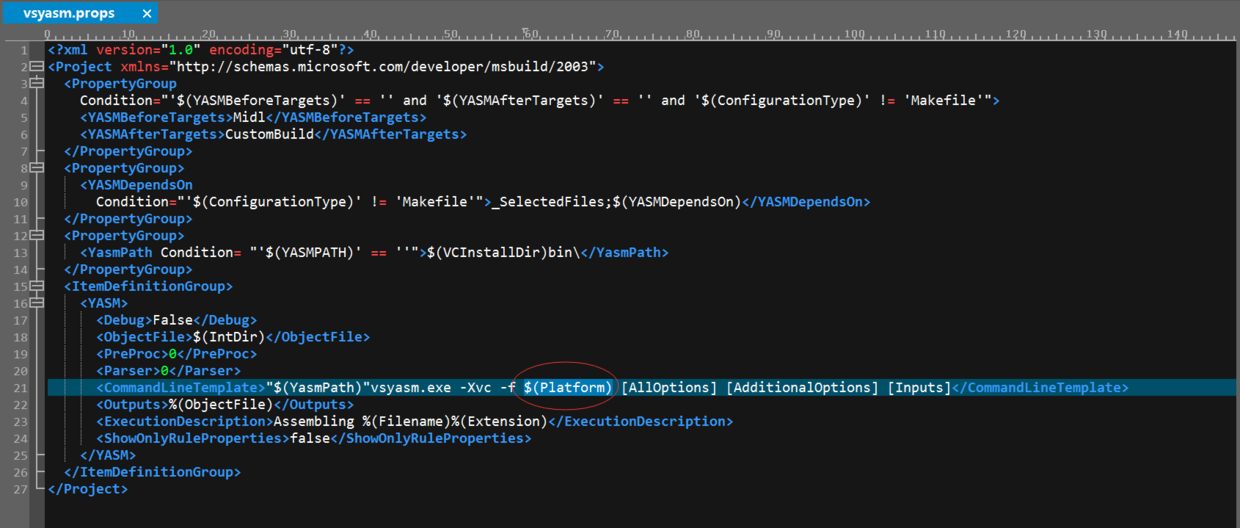 vsyasm.props ×
0 10 20 30 40 50 60 70 80 90 100 110 120 130 140
1 <?xml version="1.0" encoding="utf-8"?>
2 <Project xmlns="http://schemas.microsoft.com/developer/msbuild/2003">
3 <PropertyGroup
4 Condition="'$(YASMBeforeTargets)' == '' and '$(YASMAfterTargets)' == '' and '$(ConfigurationType)' != 'Makefile'">
5 <YASMBeforeTargets>Midl</YASMBeforeTargets>
6 <YASMAfterTargets>CustomBuild</YASMAfterTargets>
7 </PropertyGroup>
8 <PropertyGroup>
9 <YASMDependsOn
10 Condition="'$(ConfigurationType)' != 'Makefile'">_SelectedFiles;$(YASMDependsOn)</YASMDependsOn>
11 </PropertyGroup>
12 <PropertyGroup>
13 <YasmPath Condition= "'$(YASMPATH)' == ''">$(VCInstallDir)bin\</YasmPath>
14 </PropertyGroup>
15 <ItemDefinitionGroup>
16 <YASM>
17 <Debug>False</Debug>
18 <ObjectFile>$(IntDir)</ObjectFile>
19 <PreProc>0</PreProc>
20 <Parser>0</Parser>
21 <CommandLineTemplate>"$(YasmPath)"vsyasm.exe -Xvc -f $(Platform) [AllOptions] [AdditionalOptions] [Inputs]</CommandLineTemplate>
22 <Outputs>%(ObjectFile)</Outputs>
23 <ExecutionDescription>Assembling %(Filename)%(Extension)</ExecutionDescription>
24 <ShowOnlyRuleProperties>false</ShowOnlyRuleProperties>
25 </YASM>
26 </ItemDefinitionGroup>
27 </Project>